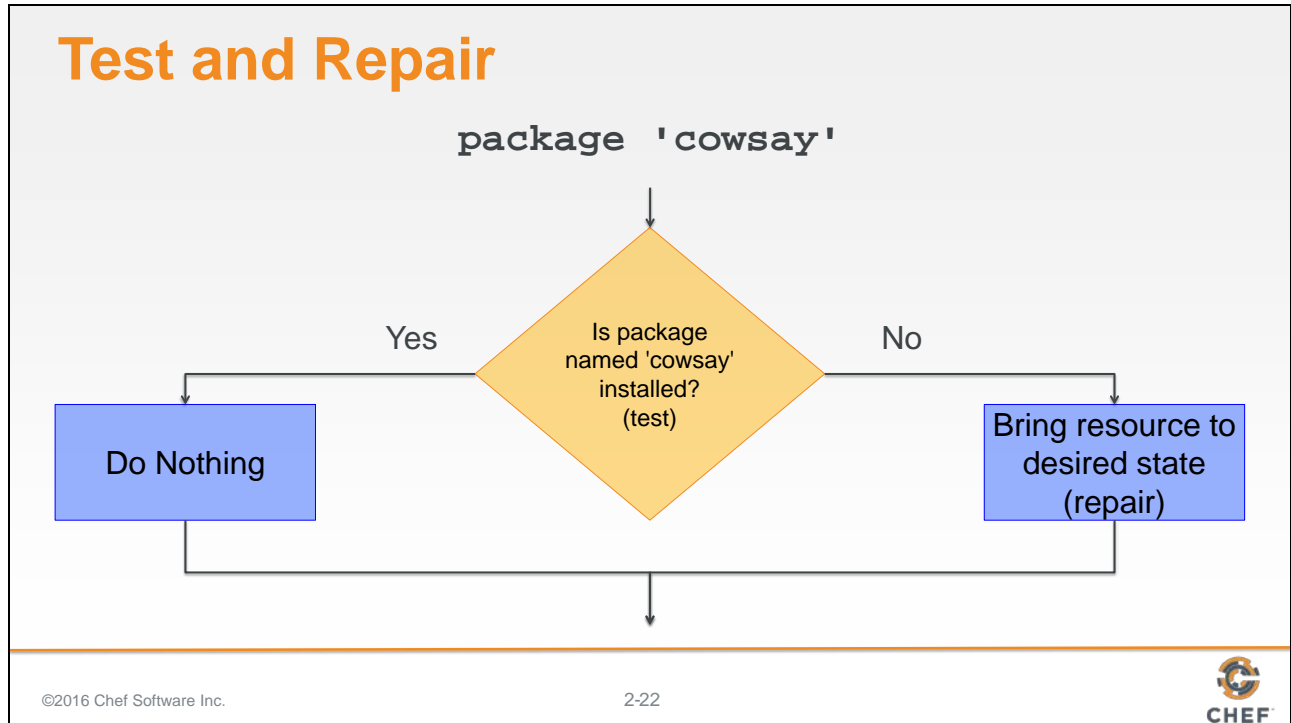 Test and Repair
package 'cowsay'
Yes
Is package
named 'cowsay'
installed?
(test)
No
Do Nothing
Bring resource to
desired state
(repair)
©2016 Chef Software Inc.
2-22
CHEF